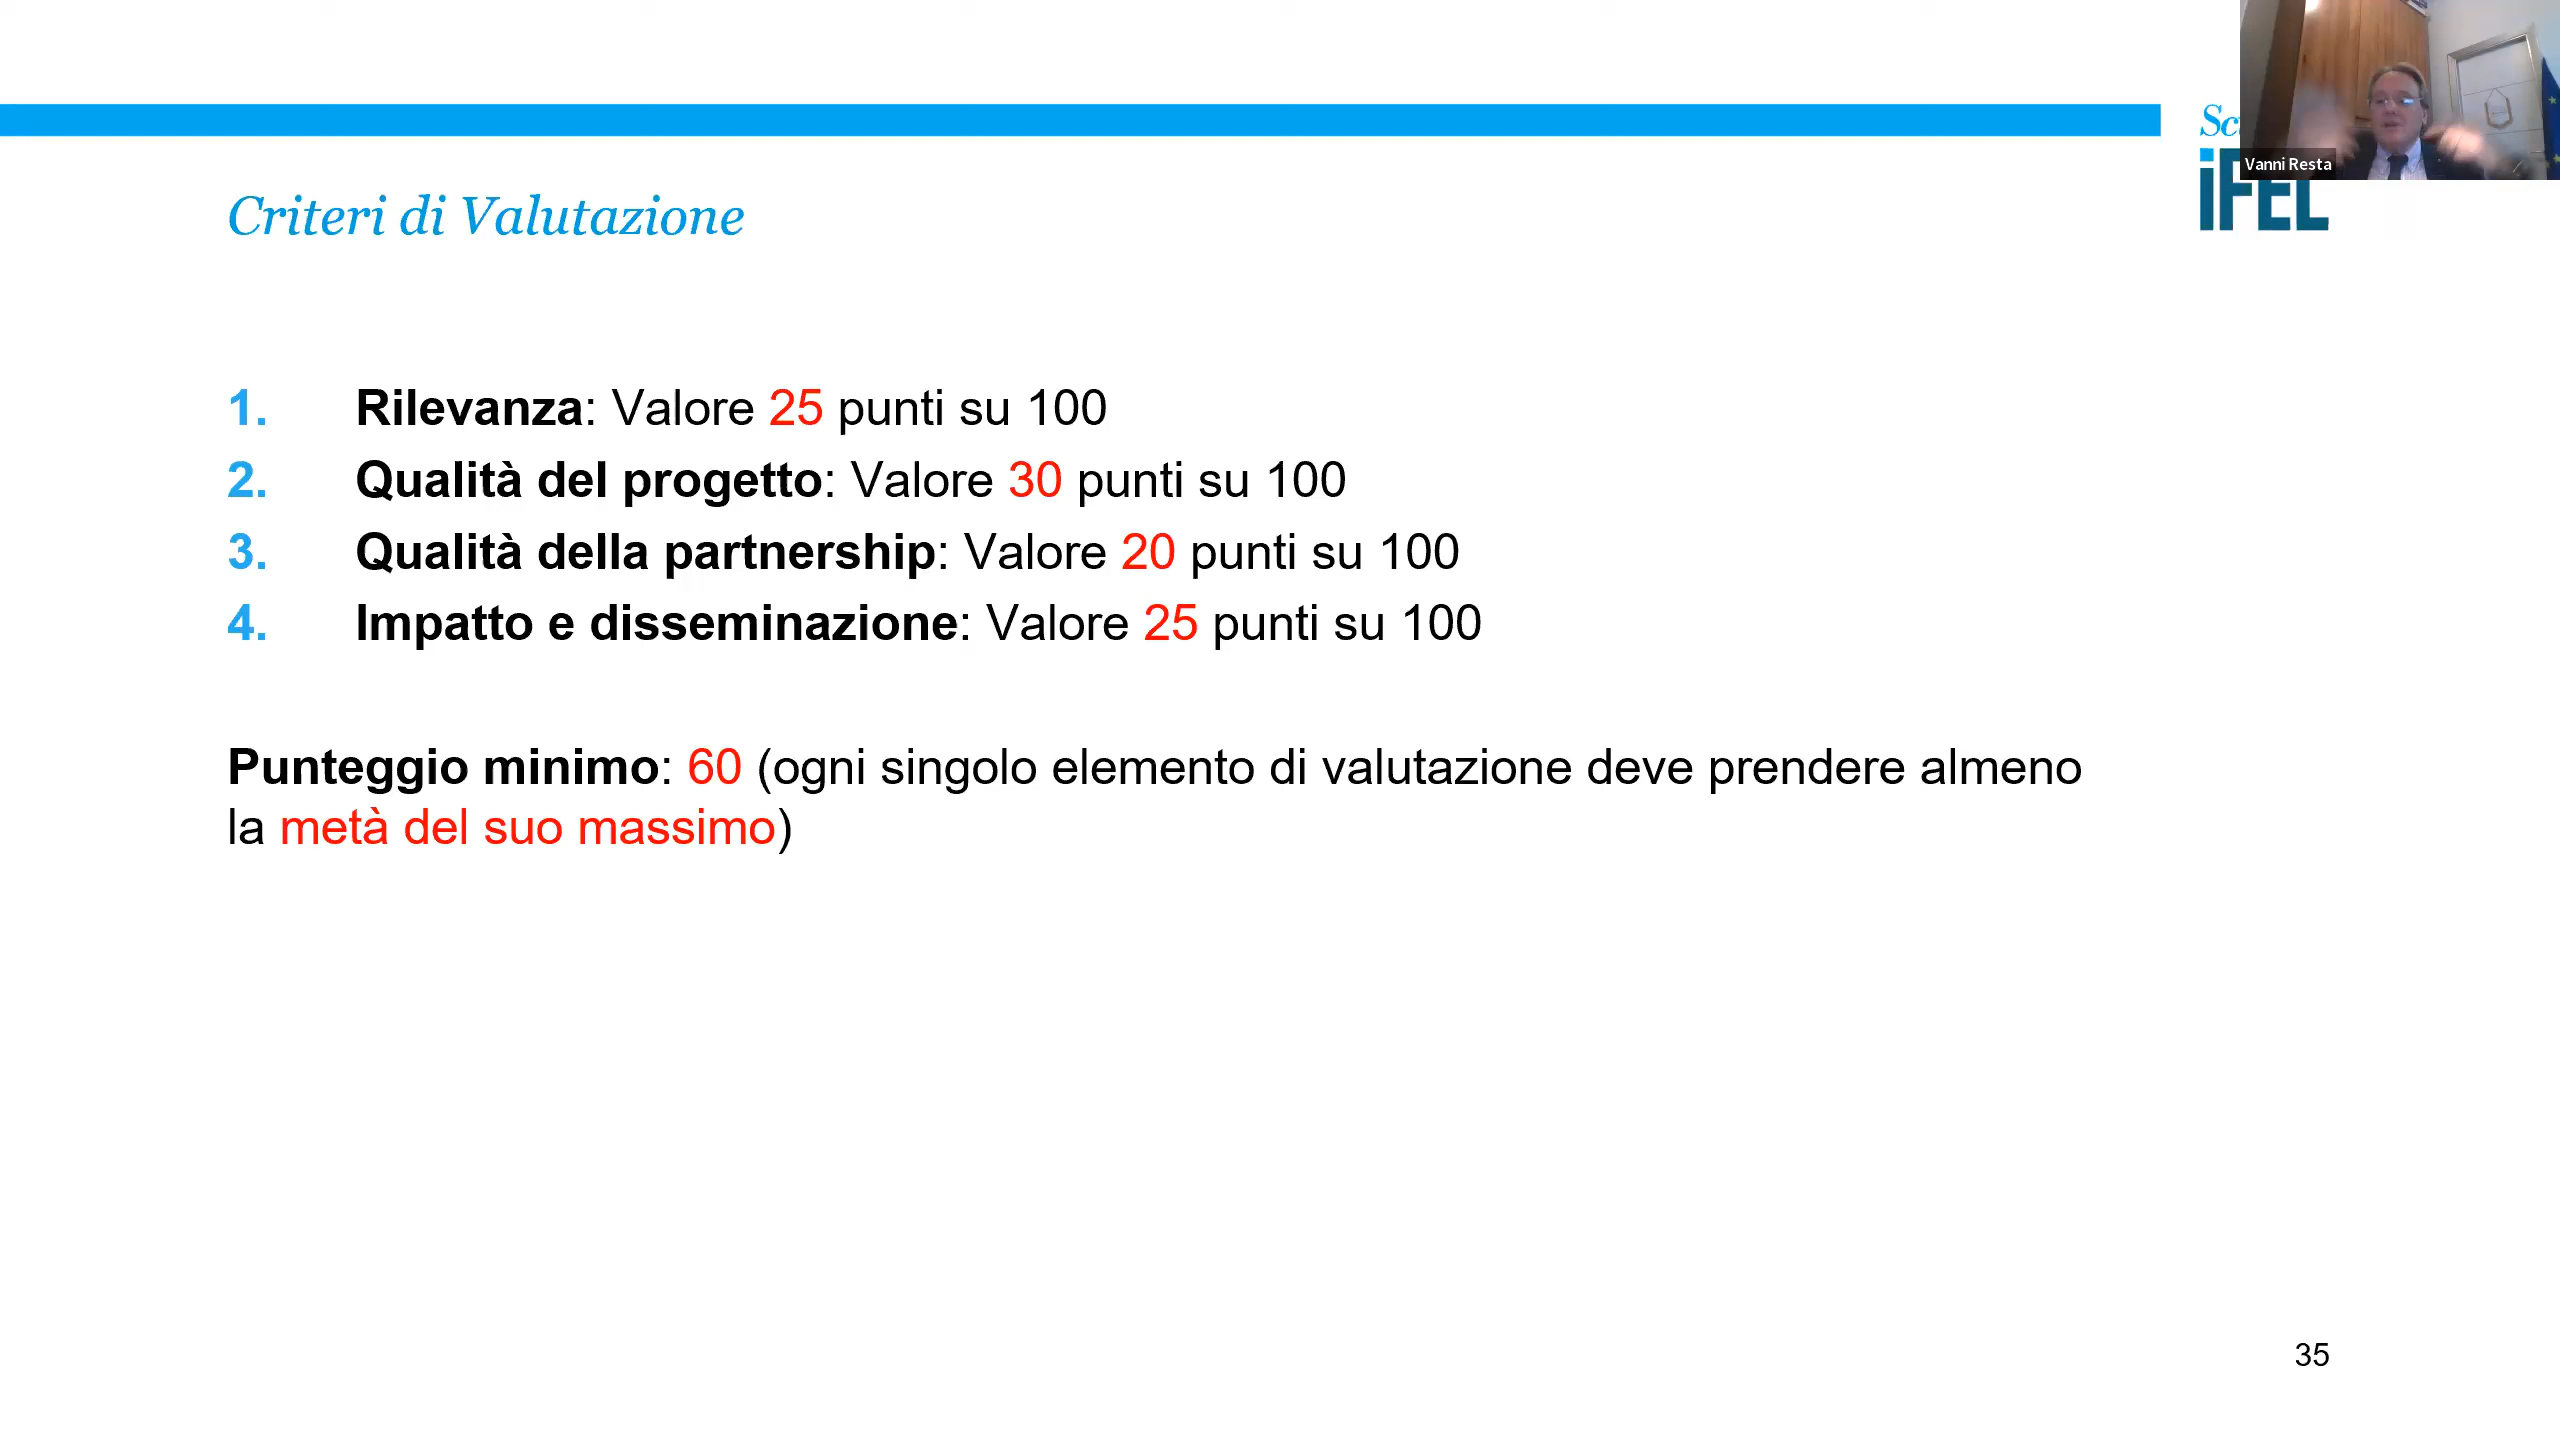 Vanni Resta
iFEL
Criteri di Valutazione
1. Rilevanza: Valore 25 punti su 100
2. Qualità del progetto: Valore 30 punti su 100
3. Qualità della partnership: Valore 20 punti su 100
4. Impatto e disseminazione: Valore 25 punti su 100
Punteggio minimo: 60 (ogni singolo elemento di valutazione deve prendere almeno
la metà del suo massimo)
35